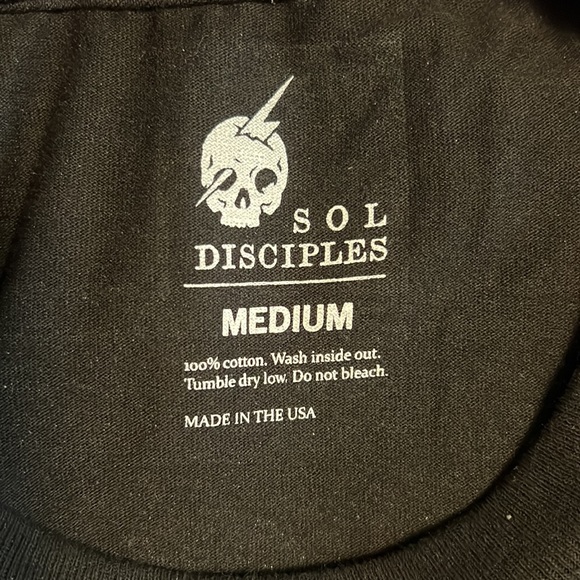 SOL
DISCIPLES
MEDIUM
100% cotton. Wash inside out.
Tumble dry low. Do not bleach.
MADE IN THE USA